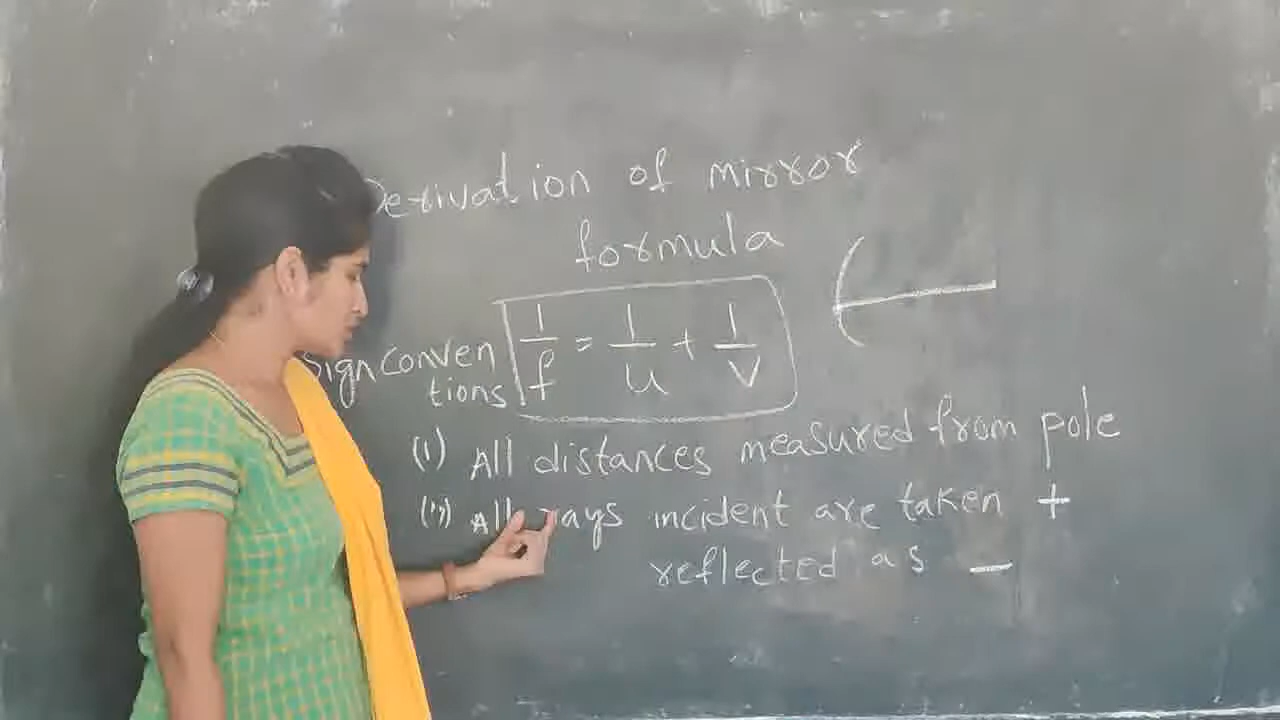 Derivation of mirror
formula
1/f = 1/u + 1/v
Sign conven
tions
(i) All distances measured from pole
(ii) All rays incident are taken +
reflected as –